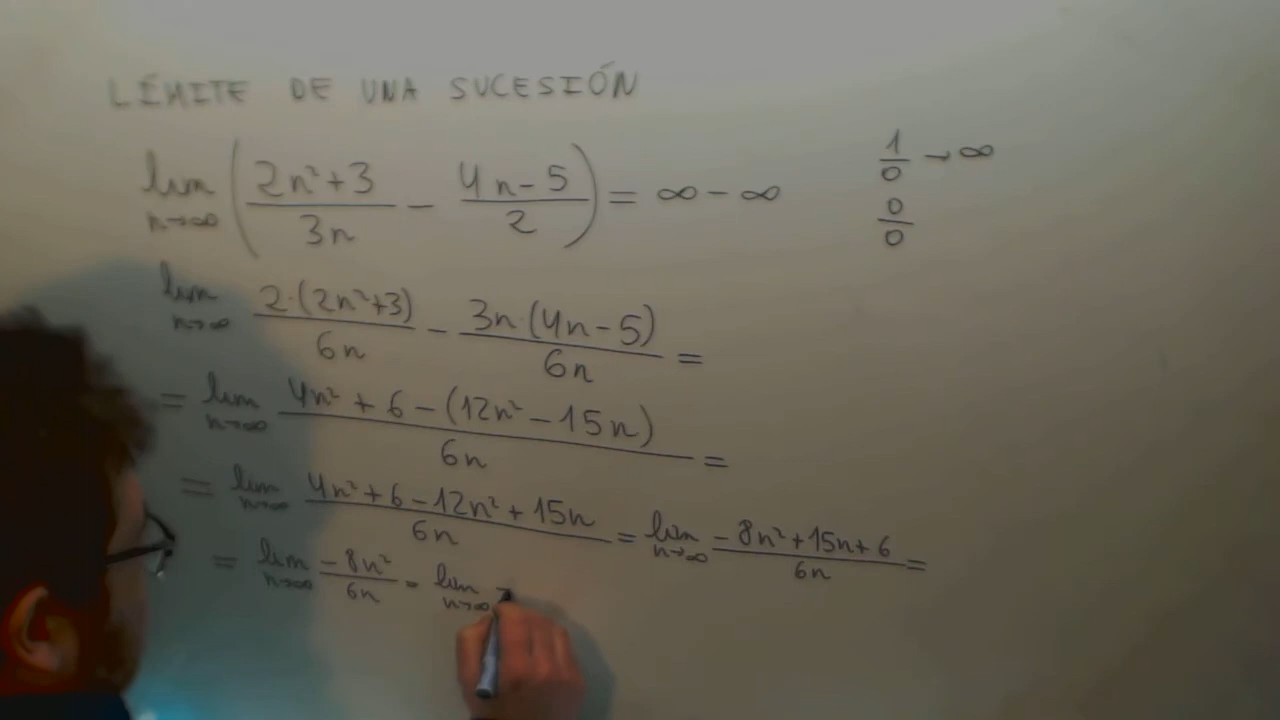 LÍMITE DE UNA SUCESIÓN
lim n→∞ ( (2n²+3)/(3n) − (4n−5)/2 ) = ∞ − ∞
1/0 → ∞
0/0
lim n→∞ 2·(2n²+3)/6n − 3n·(4n−5)/6n =
= lim n→∞ (4n² + 6 − (12n² − 15n))/6n =
= lim n→∞ (4n² + 6 − 12n² + 15n)/6n = lim n→∞ (−8n² + 15n + 6)/6n =
= lim n→∞ −8n²/6n = lim n→∞